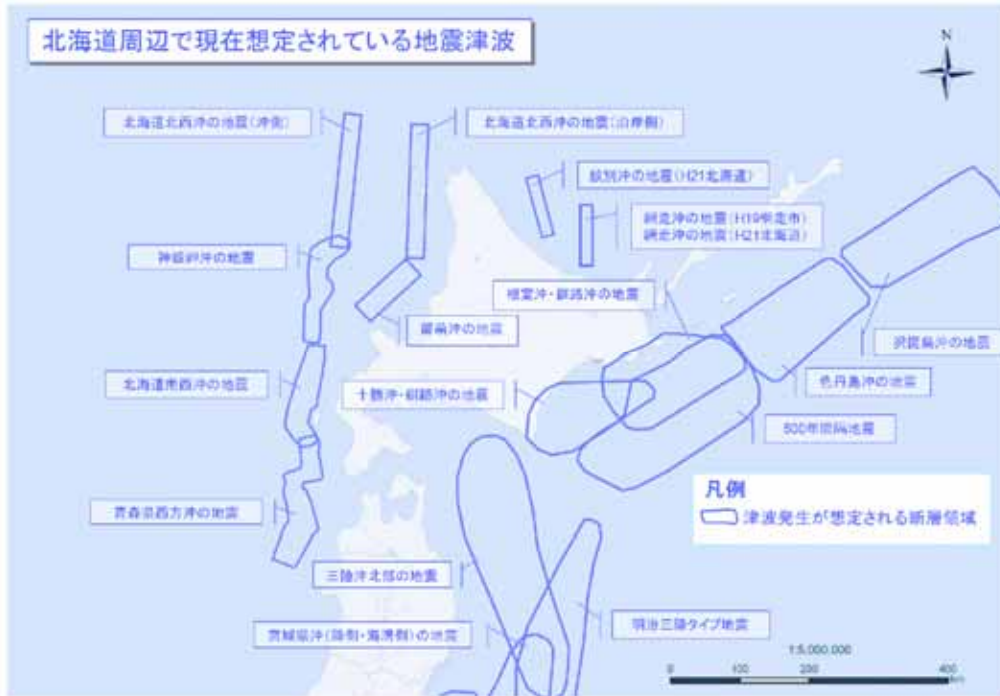 北海道周辺で現在想定されている地震津波
N
北海道北西沖の地震(沖側)
北海道北西沖の地震(沿岸側)
紋別沖の地震(H21北海道)
網走沖の地震(H19網走市)
網走沖の地震(H21北海道)
神威岬沖の地震
根室沖・釧路沖の地震
留萌沖の地震
択捉島沖の地震
北海道南西沖の地震
十勝沖・釧路沖の地震
色丹島沖の地震
500年間隔地震
凡例
津波発生が想定される断層領域
青森県西方沖の地震
三陸沖北部の地震
宮城県沖(陸側・海溝側)の地震
明治三陸タイプ地震
1:5,000,000
0 100 200 400
km